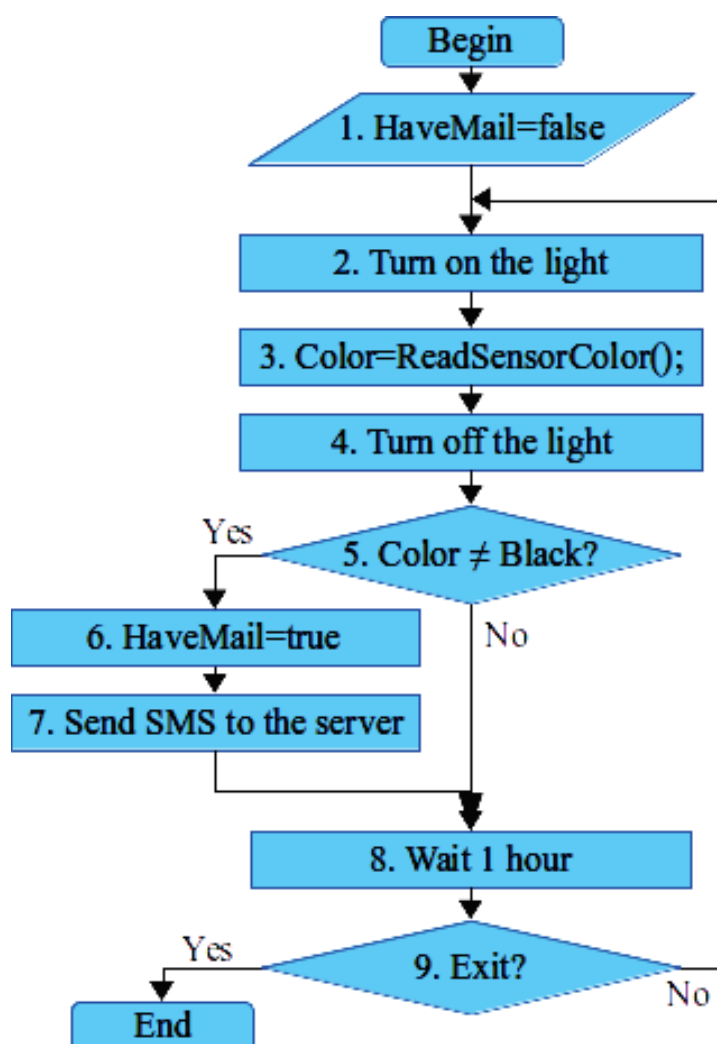 Begin
1. HaveMail=false
2. Turn on the light
3. Color=ReadSensorColor();
4. Turn off the light
Yes
5. Color ≠ Black?
No
6. HaveMail=true
7. Send SMS to the server
8. Wait 1 hour
Yes
9. Exit?
No
End